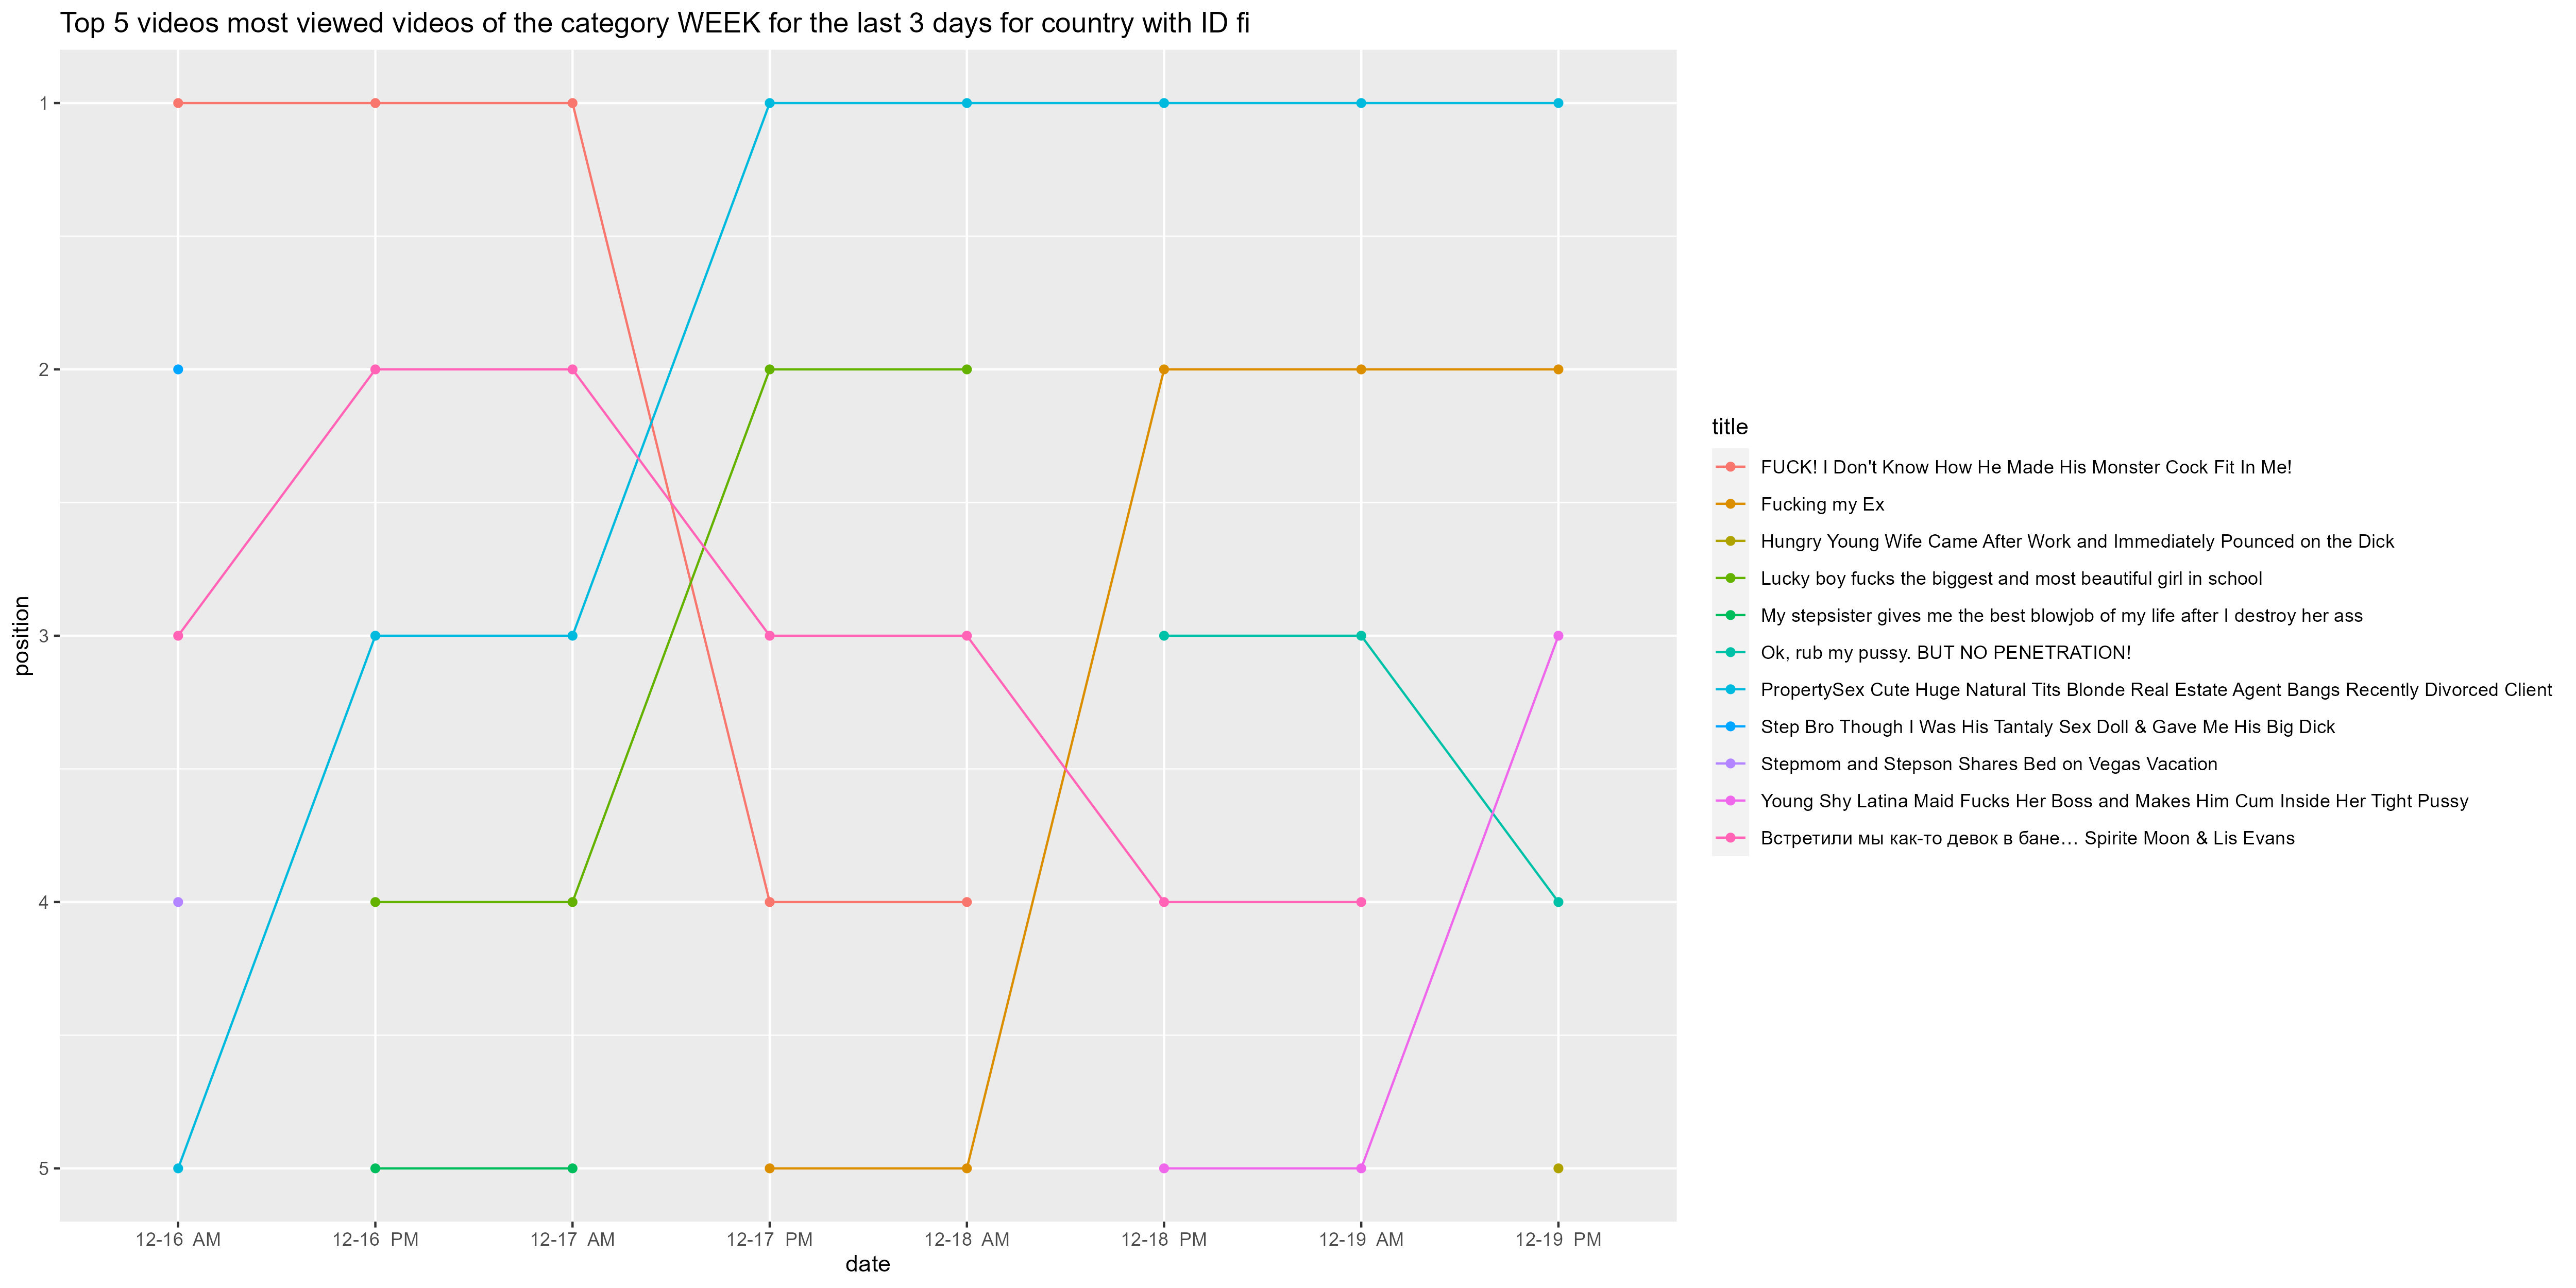 Top 5 videos most viewed videos of the category WEEK for the last 3 days for country with ID fi
position
1
2
3
4
5
12-16 AM
12-16 PM
12-17 AM
12-17 PM
12-18 AM
12-18 PM
12-19 AM
12-19 PM
date
title
FUCK! I Don't Know How He Made His Monster Cock Fit In Me!
Fucking my Ex
Hungry Young Wife Came After Work and Immediately Pounced on the Dick
Lucky boy fucks the biggest and most beautiful girl in school
My stepsister gives me the best blowjob of my life after I destroy her ass
Ok, rub my pussy. BUT NO PENETRATION!
PropertySex Cute Huge Natural Tits Blonde Real Estate Agent Bangs Recently Divorced Client
Step Bro Though I Was His Tantaly Sex Doll & Gave Me His Big Dick
Stepmom and Stepson Shares Bed on Vegas Vacation
Young Shy Latina Maid Fucks Her Boss and Makes Him Cum Inside Her Tight Pussy
Встретили мы как-то девок в бане… Spirite Moon & Lis Evans